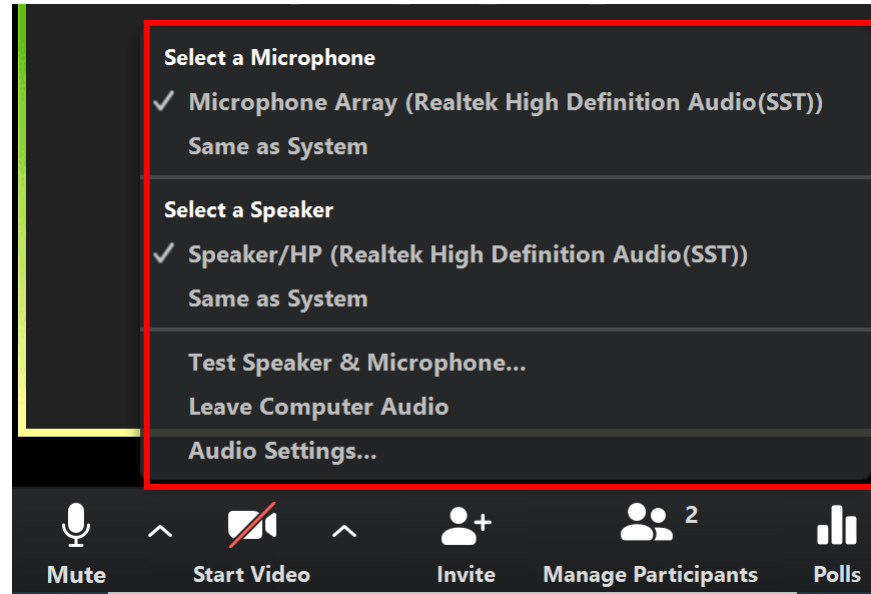 Select a Microphone
Microphone Array (Realtek High Definition Audio(SST))
Same as System
Select a Speaker
Speaker/HP (Realtek High Definition Audio(SST))
Same as System
Test Speaker & Microphone...
Leave Computer Audio
Audio Settings...
2
Mute Start Video Invite Manage Participants Polls